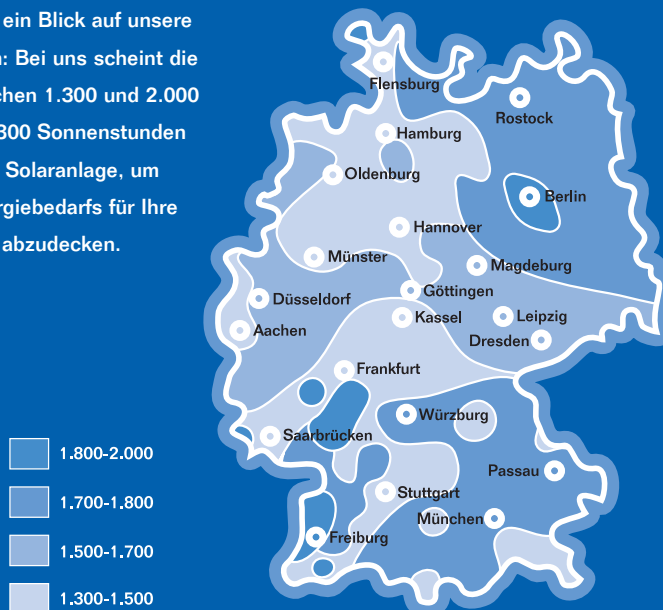 ein Blick auf unsere
: Bei uns scheint die
chen 1.300 und 2.000
300 Sonnenstunden
Solaranlage, um
rgiebedarfs für Ihre
abzudecken.
Flensburg
Rostock
Hamburg
Oldenburg
Berlin
Hannover
Münster
Magdeburg
Düsseldorf
Göttingen
Kassel
Leipzig
Aachen
Dresden
Frankfurt
Würzburg
Saarbrücken
Passau
Stuttgart
München
Freiburg
1.800-2.000
1.700-1.800
1.500-1.700
1.300-1.500